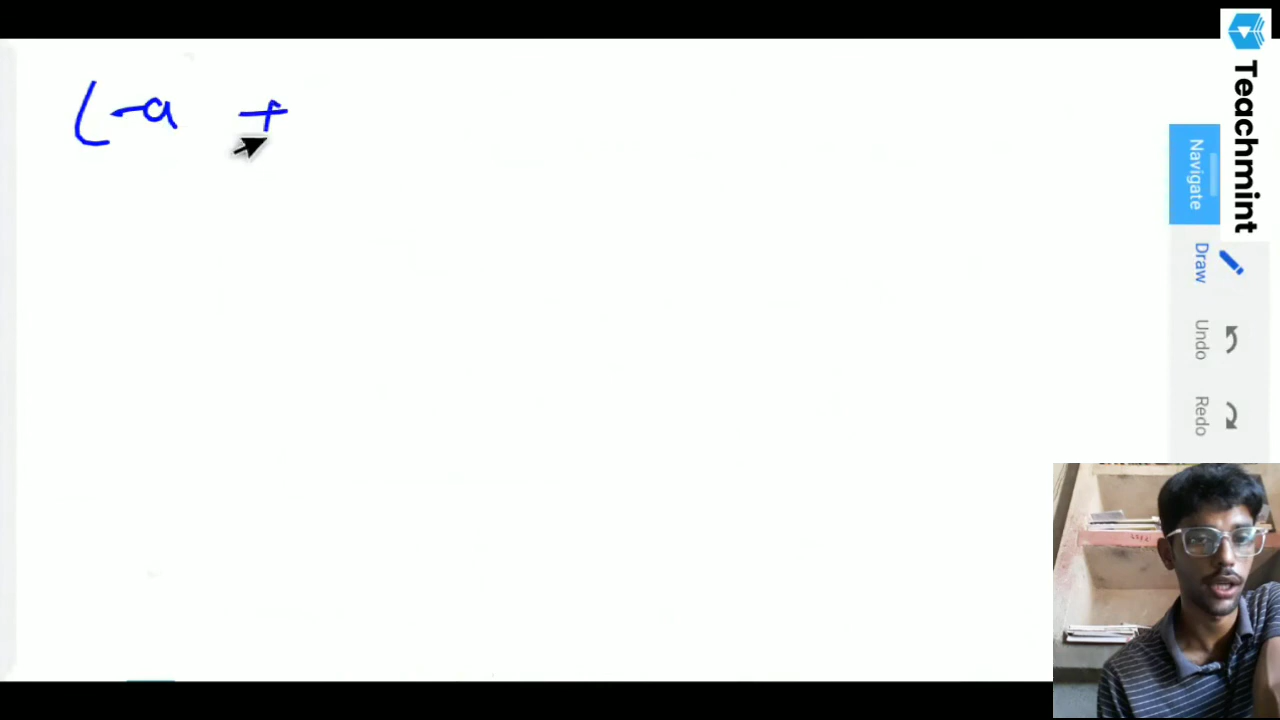 (-a +
Teachmint
Navigate
Draw
Undo
Redo